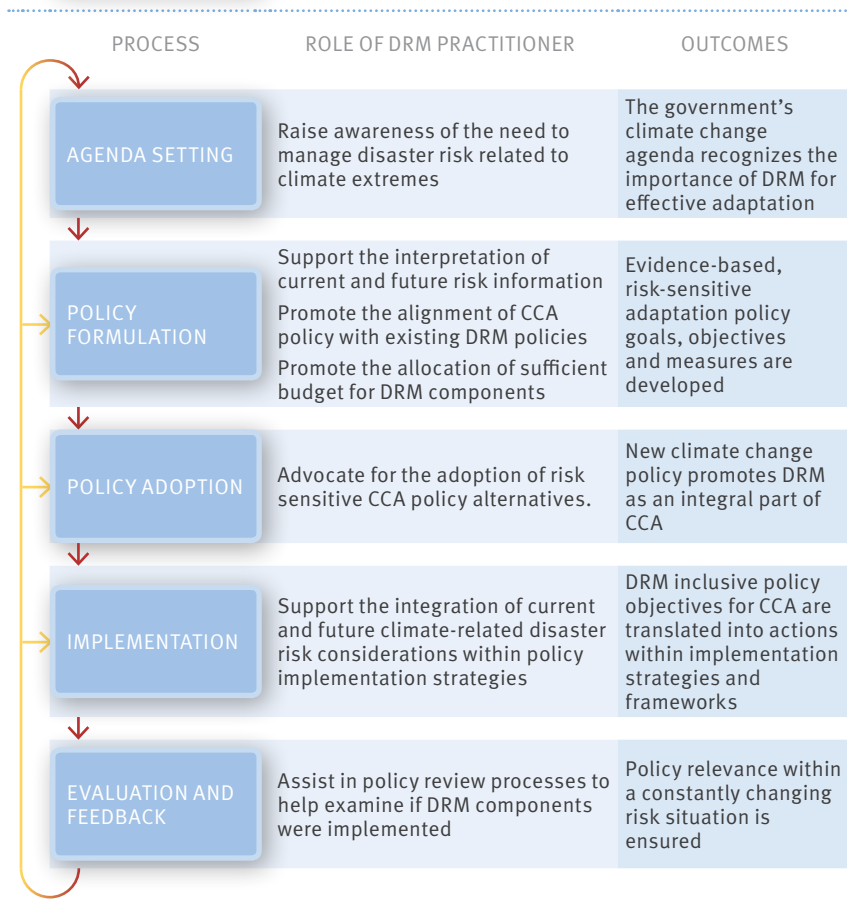 PROCESS
ROLE OF DRM PRACTITIONER
OUTCOMES
AGENDA SETTING
Raise awareness of the need to
manage disaster risk related to
climate extremes
The government’s
climate change
agenda recognizes the
importance of DRM for
effective adaptation
POLICY
FORMULATION
Support the interpretation of
current and future risk information
Promote the alignment of CCA
policy with existing DRM policies
Promote the allocation of sufficient
budget for DRM components
Evidence-based,
risk-sensitive
adaptation policy
goals, objectives
and measures are
developed
POLICY ADOPTION
Advocate for the adoption of risk
sensitive CCA policy alternatives.
New climate change
policy promotes DRM
as an integral part of
CCA
IMPLEMENTATION
Support the integration of current
and future climate-related disaster
risk considerations within policy
implementation strategies
DRM inclusive policy
objectives for CCA are
translated into actions
within implementation
strategies and
frameworks
EVALUATION AND
FEEDBACK
Assist in policy review processes to
help examine if DRM components
were implemented
Policy relevance within
a constantly changing
risk situation is
ensured